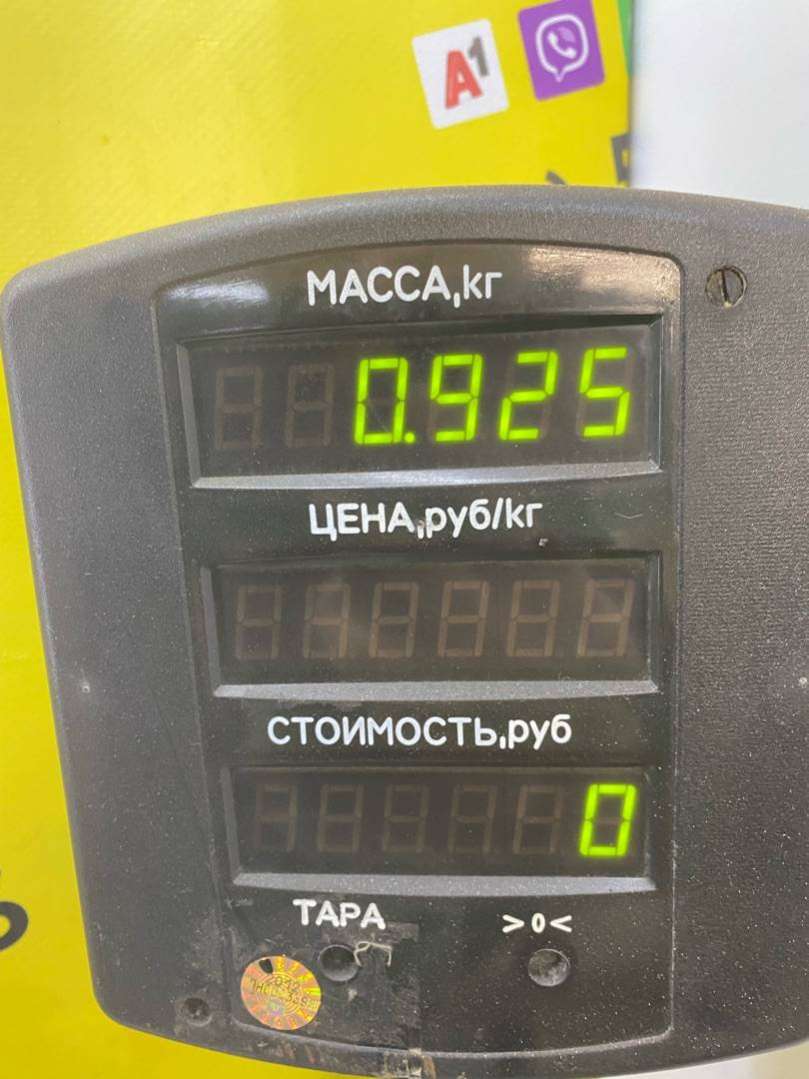 A1
МАССА,кг
0.925
ЦЕНА,руб/кг
СТОИМОСТЬ,руб
0
ТАРА
>0<